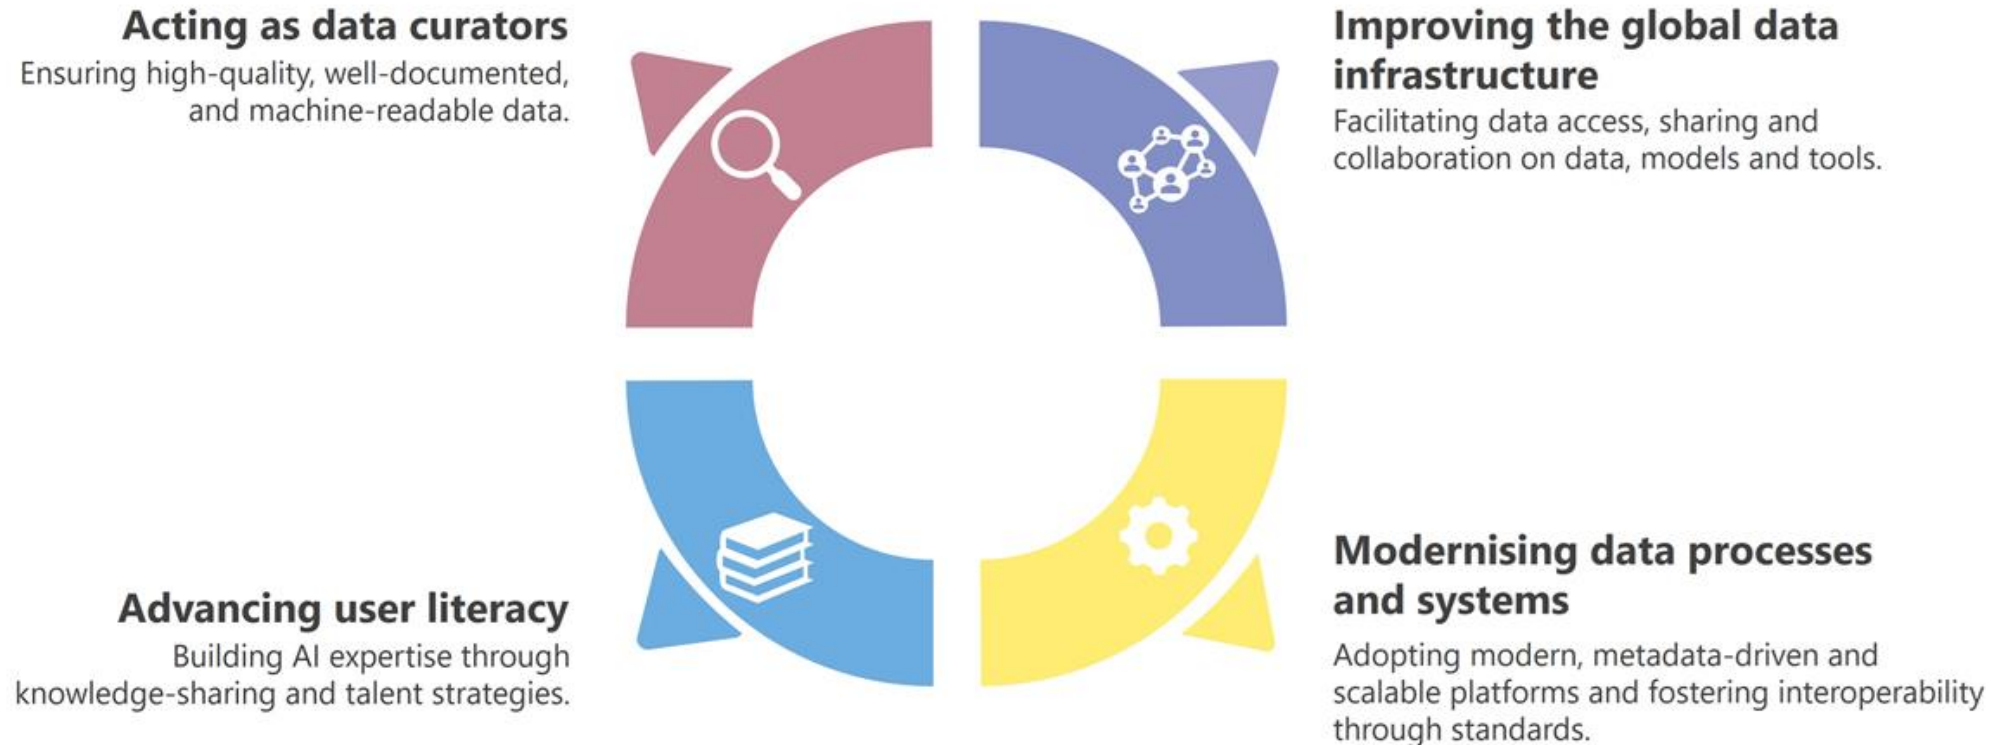 Acting as data curators
Ensuring high-quality, well-documented,
and machine-readable data.
Improving the global data
infrastructure
Facilitating data access, sharing and
collaboration on data, models and tools.
Advancing user literacy
Building AI expertise through
knowledge-sharing and talent strategies.
Modernising data processes
and systems
Adopting modern, metadata-driven and
scalable platforms and fostering interoperability
through standards.